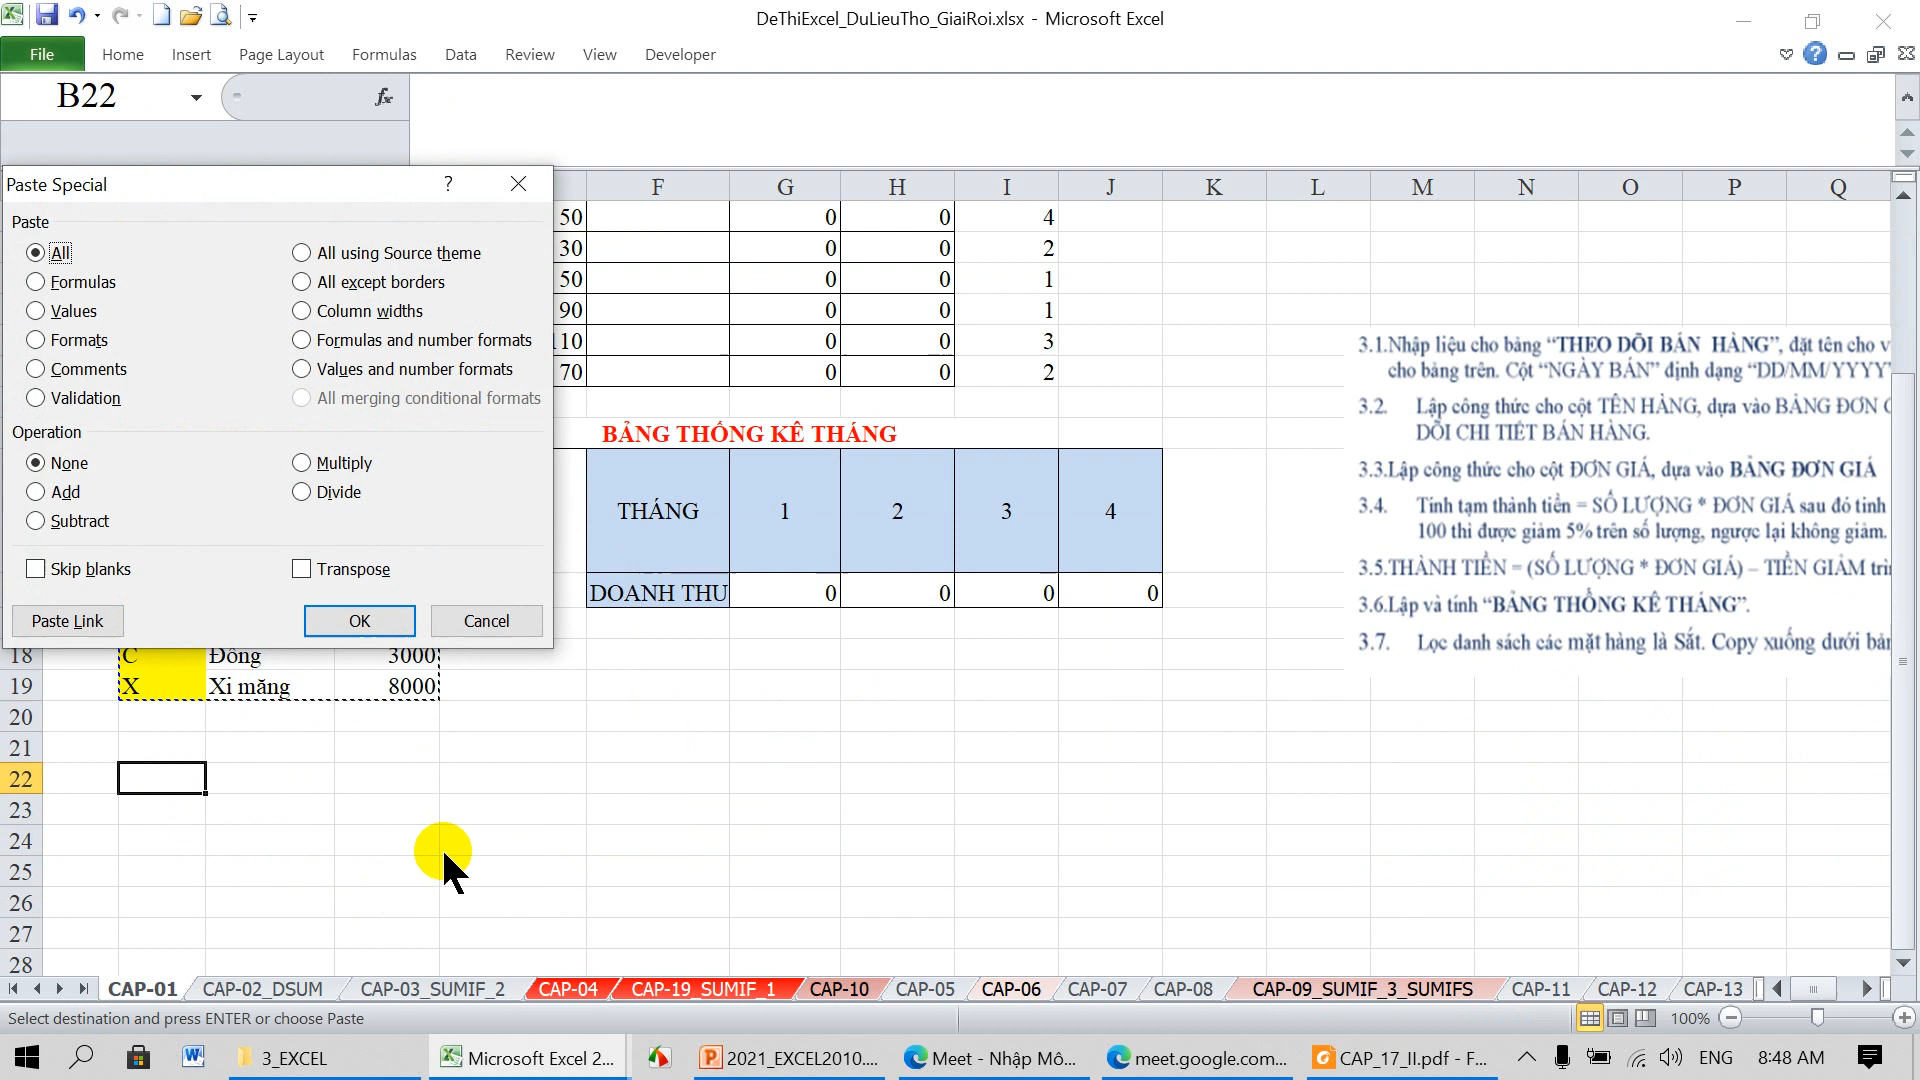 DeThiExcel_DuLieuTho_GiaiRoi.xlsx - Microsoft Excel
File Home Insert Page Layout Formulas Data Review View Developer
B22
fx
Paste Special ?
F G H I J K L M N O P Q
Paste
All All using Source theme
Formulas All except borders
Values Column widths
Formats Formulas and number formats
Comments Values and number formats
Validation All merging conditional formats
Operation
None Multiply
Add Divide
Subtract
Skip blanks Transpose
Paste Link OK Cancel
50 0 0 4
30 0 0 2
50 0 0 1
90 0 0 1
110 0 0 3
70 0 0 2
BẢNG THỐNG KÊ THÁNG
THÁNG 1 2 3 4
DOANH THU 0 0 0 0
3.1.Nhập liệu cho bảng “THEO DÕI BÁN HÀNG”, đặt tên cho v
cho bảng trên. Cột “NGÀY BÁN” định dạng “DD/MM/YYYY
3.2. Lập công thức cho cột TÊN HÀNG, dựa vào BẢNG ĐƠN G
DÕI CHI TIẾT BÁN HÀNG.
3.3.Lập công thức cho cột ĐƠN GIÁ, dựa vào BẢNG ĐƠN GIÁ
3.4. Tính tạm thành tiền = SỐ LƯỢNG * ĐƠN GIÁ sau đó tính
100 thì được giảm 5% trên số lượng, ngược lại không giảm.
3.5.THÀNH TIỀN = (SỐ LƯỢNG * ĐƠN GIÁ) – TIỀN GIẢM trì
3.6.Lập và tính “BẢNG THỐNG KÊ THÁNG”.
3.7. Lọc danh sách các mặt hàng là Sắt. Copy xuống dưới bản
18 C Đồng 3000
19 X Xi măng 8000
20
21
22
23
24
25
26
27
28
CAP-01 CAP-02_DSUM CAP-03_SUMIF_2 CAP-04 CAP-19_SUMIF_1 CAP-10 CAP-05 CAP-06 CAP-07 CAP-08 CAP-09_SUMIF_3_SUMIFS CAP-11 CAP-12 CAP-13
Select destination and press ENTER or choose Paste 100%
3_EXCEL Microsoft Excel 2... 2021_EXCEL2010.... Meet - Nhập Mô... meet.google.com... CAP_17_II.pdf - F... ENG 8:48 AM